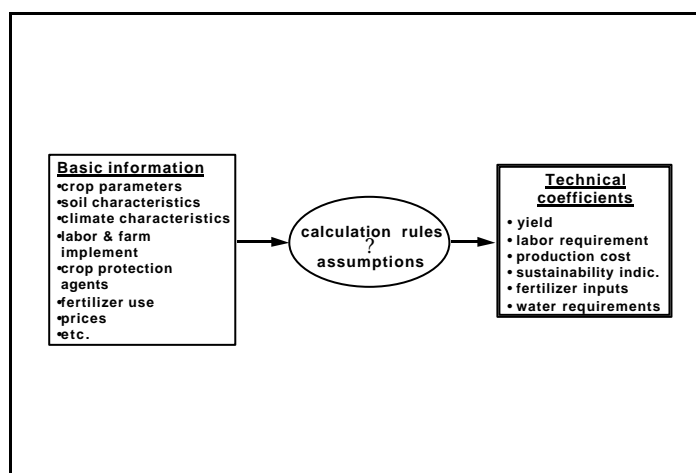 Basic information
•crop parameters
•soil characteristics
•climate characteristics
•labor & farm
implement
•crop protection
agents
•fertilizer use
•prices
•etc.
calculation rules
?
assumptions
Technical
coefficients
• yield
• labor requirement
• production cost
• sustainability indic.
• fertilizer inputs
• water requirements